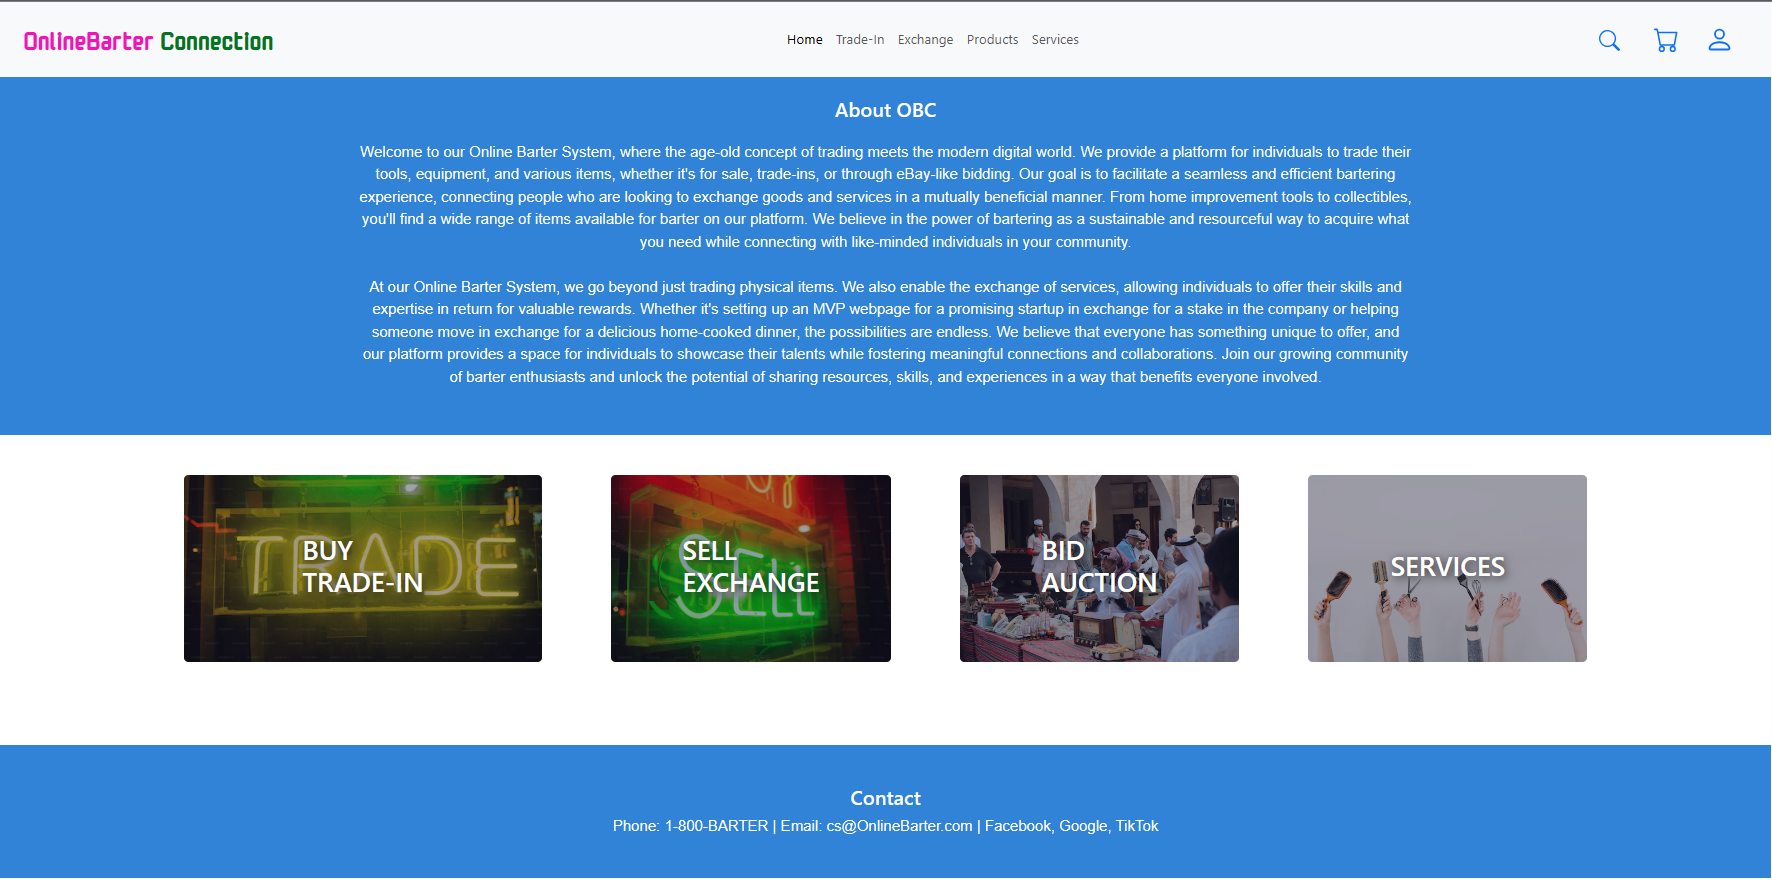 OnlineBarter Connection
Home Trade-In Exchange Products Services
About OBC
Welcome to our Online Barter System, where the age-old concept of trading meets the modern digital world. We provide a platform for individuals to trade their
tools, equipment, and various items, whether it's for sale, trade-ins, or through eBay-like bidding. Our goal is to facilitate a seamless and efficient bartering
experience, connecting people who are looking to exchange goods and services in a mutually beneficial manner. From home improvement tools to collectibles,
you'll find a wide range of items available for barter on our platform. We believe in the power of bartering as a sustainable and resourceful way to acquire what
you need while connecting with like-minded individuals in your community.
At our Online Barter System, we go beyond just trading physical items. We also enable the exchange of services, allowing individuals to offer their skills and
expertise in return for valuable rewards. Whether it's setting up an MVP webpage for a promising startup in exchange for a stake in the company or helping
someone move in exchange for a delicious home-cooked dinner, the possibilities are endless. We believe that everyone has something unique to offer, and
our platform provides a space for individuals to showcase their talents while fostering meaningful connections and collaborations. Join our growing community
of barter enthusiasts and unlock the potential of sharing resources, skills, and experiences in a way that benefits everyone involved.
TRADE
BUY
TRADE-IN
SELL
SELL
EXCHANGE
BID
AUCTION
SERVICES
Contact
Phone: 1-800-BARTER | Email: cs@OnlineBarter.com | Facebook, Google, TikTok